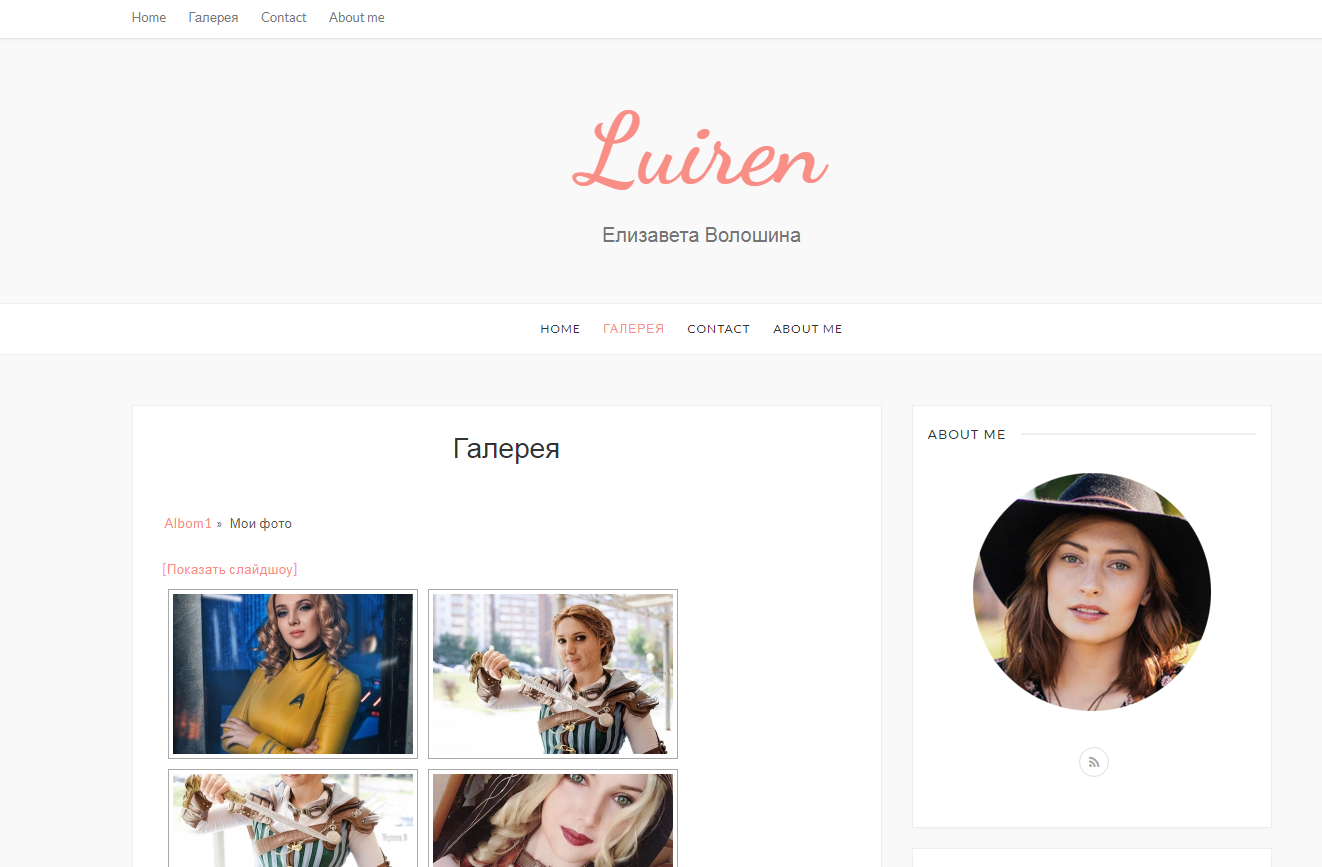 Home Галерея Contact About me
Luiren
Елизавета Волошина
HOME ГАЛЕРЕЯ CONTACT ABOUT ME
Галерея
Albom1 » Мои фото
[Показать слайдшоу]
ABOUT ME